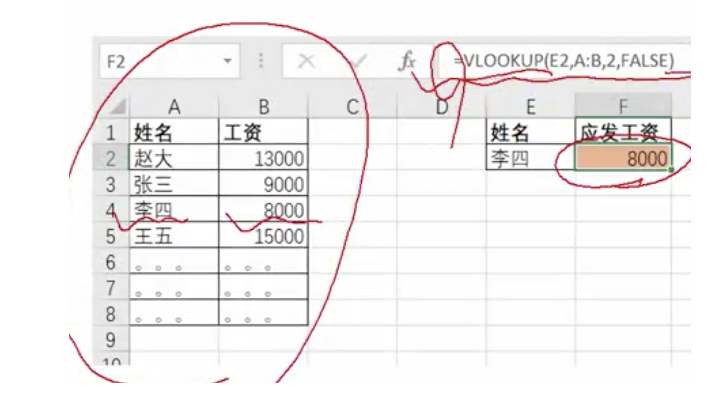 F2 fx =VLOOKUP(E2,A:B,2,FALSE)
A B C D E F
1 姓名 工资 姓名 应发工资
2 赵大 13000 李四 8000
3 张三 9000
4 李四 8000
5 王五 15000
6 。。。 。。。
7 。。。 。。。
8 。。。 。。。
9
10